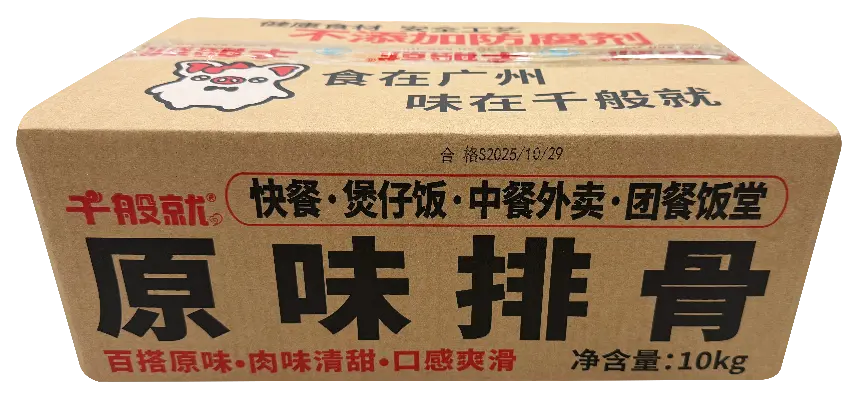 健康食材 安全工艺
不添加防腐剂
食在广州
味在千般就
合 格S2025/10/29
千般就®
快餐·煲仔饭·中餐外卖·团餐饭堂
原味排骨
百搭原味·肉味清甜·口感爽滑
净含量:10kg